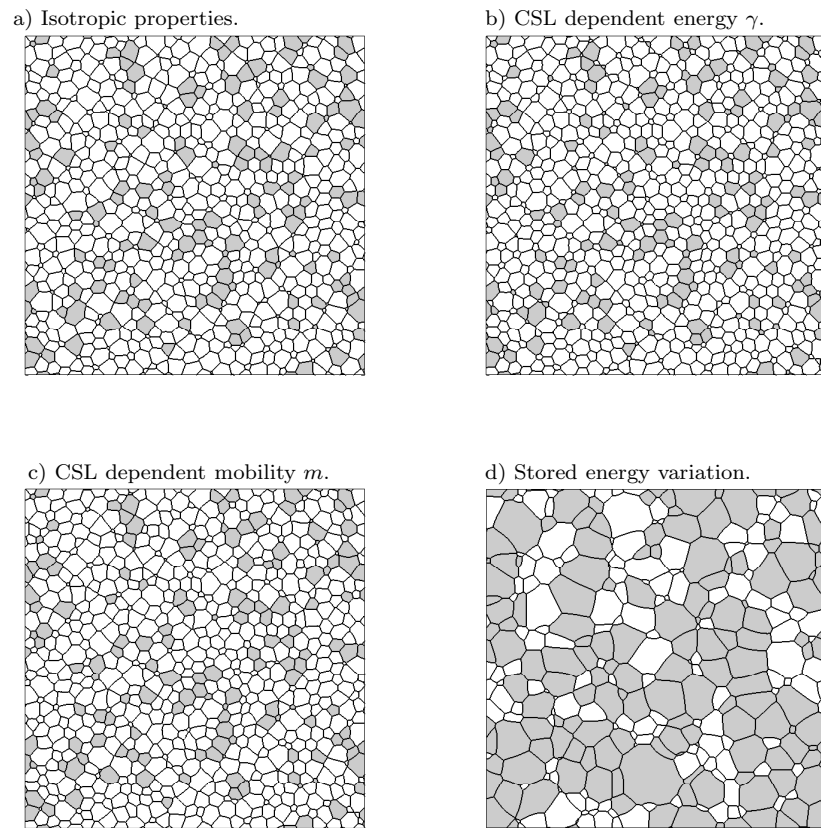 a) Isotropic properties.
b) CSL dependent energy γ.
c) CSL dependent mobility m.
d) Stored energy variation.